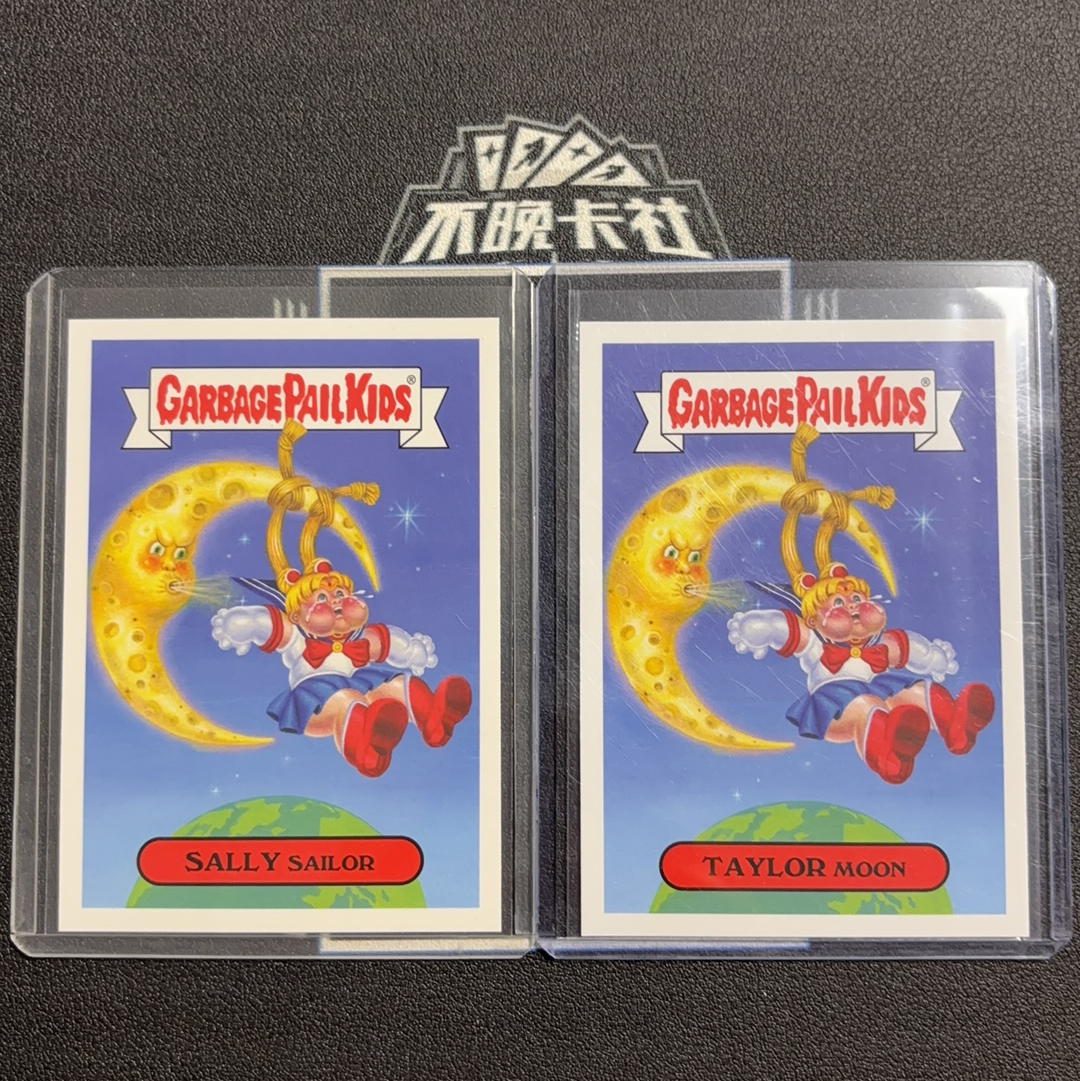 不晚卡社
GARBAGE PAIL KIDS®
SALLY SAILOR
GARBAGE PAIL KIDS®
TAYLOR MOON